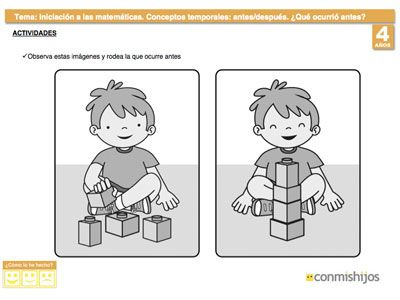 Tema: Iniciación a las matemáticas. Conceptos temporales: antes/después. ¿Qué ocurrió antes?
4
AÑOS
ACTIVIDADES
✓Observa estas imágenes y rodea la que ocurre antes
¿Cómo lo he hecho?
conmishijos